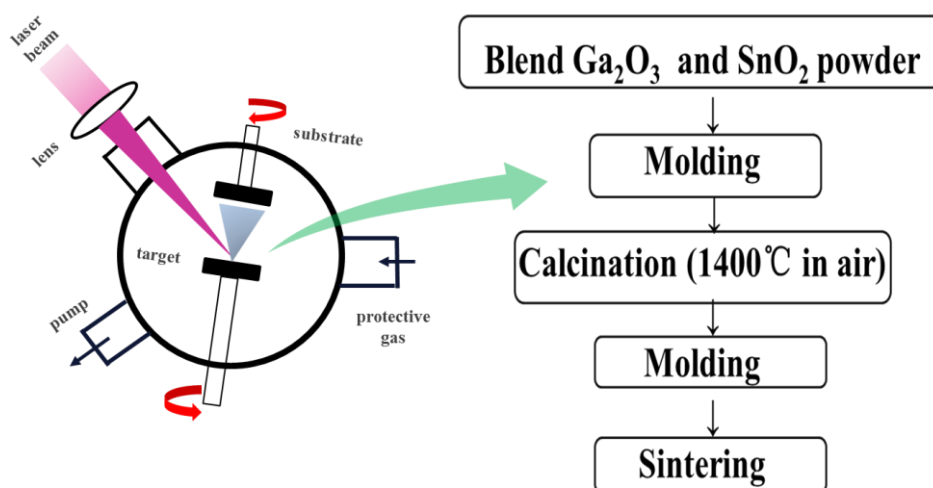 laser
beam
lens
substrate
target
pump
protective
gas
Blend Ga₂O₃ and SnO₂ powder
Molding
Calcination (1400℃ in air)
Molding
Sintering